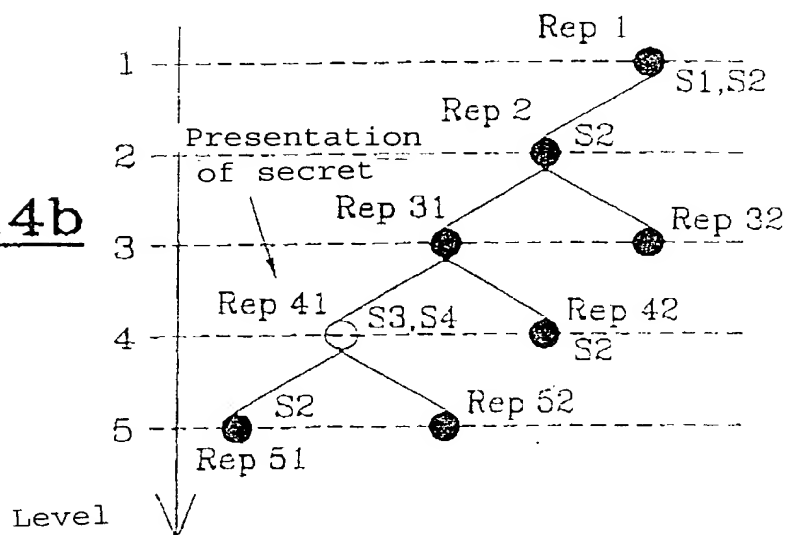 Rep 1
1
S1,S2
Rep 2
S2
Presentation
of secret
2
4b
Rep 31
Rep 32
3
Rep 41
S3,S4
Rep 42
4
S2
S2
Rep 52
5
Rep 51
Level